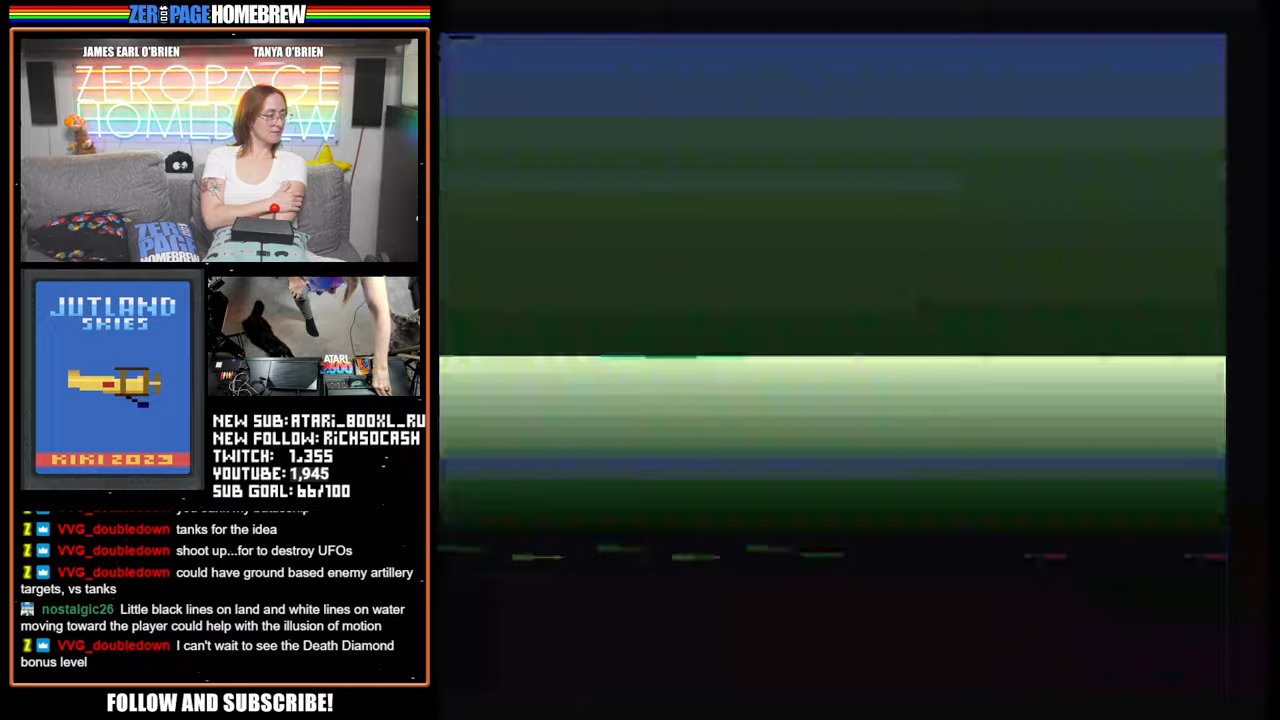 ZEROPAGE HOMEBREW
JAMES EARL O'BRIEN
TANYA O'BRIEN
ZEROPAGE
HOMEBREW
ZERO
PAGE
HOMEBREW
JUTLAND
SKIES
KIKI 2023
ATARI
2600
NEW SUB: ATARI_800XL_RU
NEW FOLLOW: RICHSOCASH
TWITCH: 1,355
YOUTUBE: 1,945
SUB GOAL: 66/100
VVG_doubledown tanks for the idea
VVG_doubledown shoot up...for to destroy UFOs
VVG_doubledown could have ground based enemy artillery
targets, vs tanks
nostalgic26 Little black lines on land and white lines on water
moving toward the player could help with the illusion of motion
VVG_doubledown I can't wait to see the Death Diamond
bonus level
FOLLOW AND SUBSCRIBE!